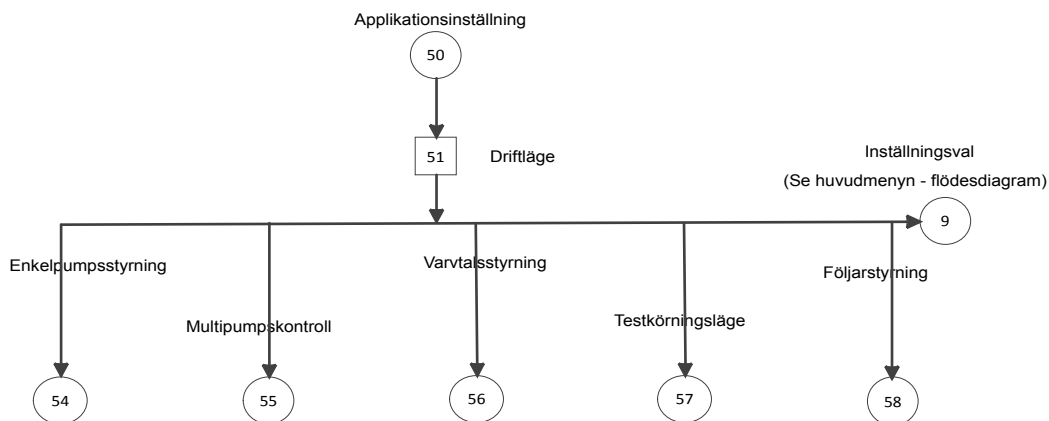 Applikationsinställning
50
51
Driftläge
Inställningsval
(Se huvudmenyn - flödesdiagram)
9
Enkelpumpsstyrning
Varvtalsstyrning
Följarstyrning
Multipumpskontroll
Testkörningsläge
54
55
56
57
58